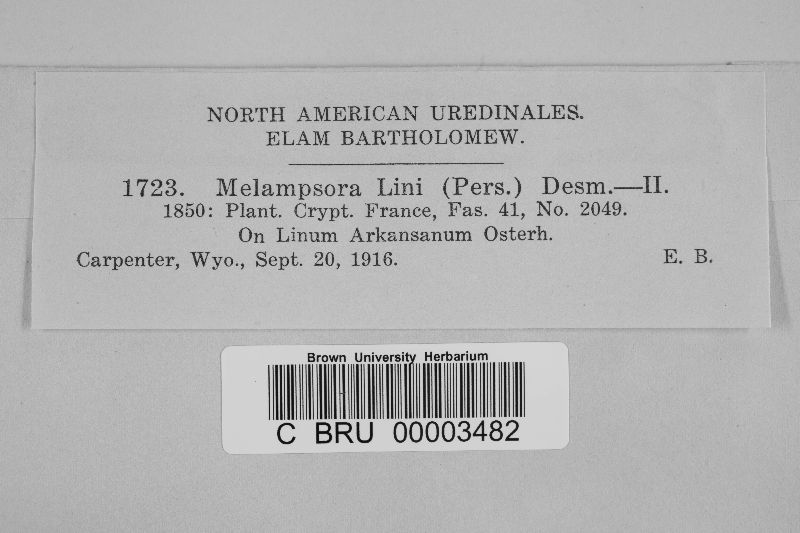 NORTH AMERICAN UREDINALES.
ELAM BARTHOLOMEW.
1723. Melampsora Lini (Pers.) Desm.—II.
1850: Plant. Crypt. France, Fas. 41, No. 2049.
On Linum Arkansanum Osterh.
Carpenter, Wyo., Sept. 20, 1916. E. B.
Brown University Herbarium
C BRU 00003482